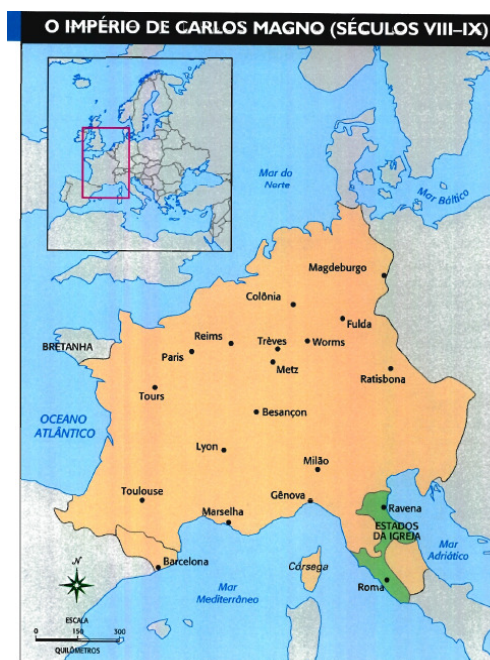 O IMPÉRIO DE CARLOS MAGNO (SÉCULOS VIII–IX)
Mar do
Norte
Mar Báltico
Magdeburgo
Colônia
Fulda
Reims
Trèves
Worms
BRETANHA
Paris
Metz
Ratisbona
Tours
OCEANO
ATLÂNTICO
Besançon
Lyon
Milão
Toulouse
Gênova
Marselha
Ravena
ESTADOS
DA IGREJA
Mar
Adriático
Barcelona
Córsega
N
Mar
Mediterrâneo
Roma
ESCALA
0 150 300
QUILÔMETROS